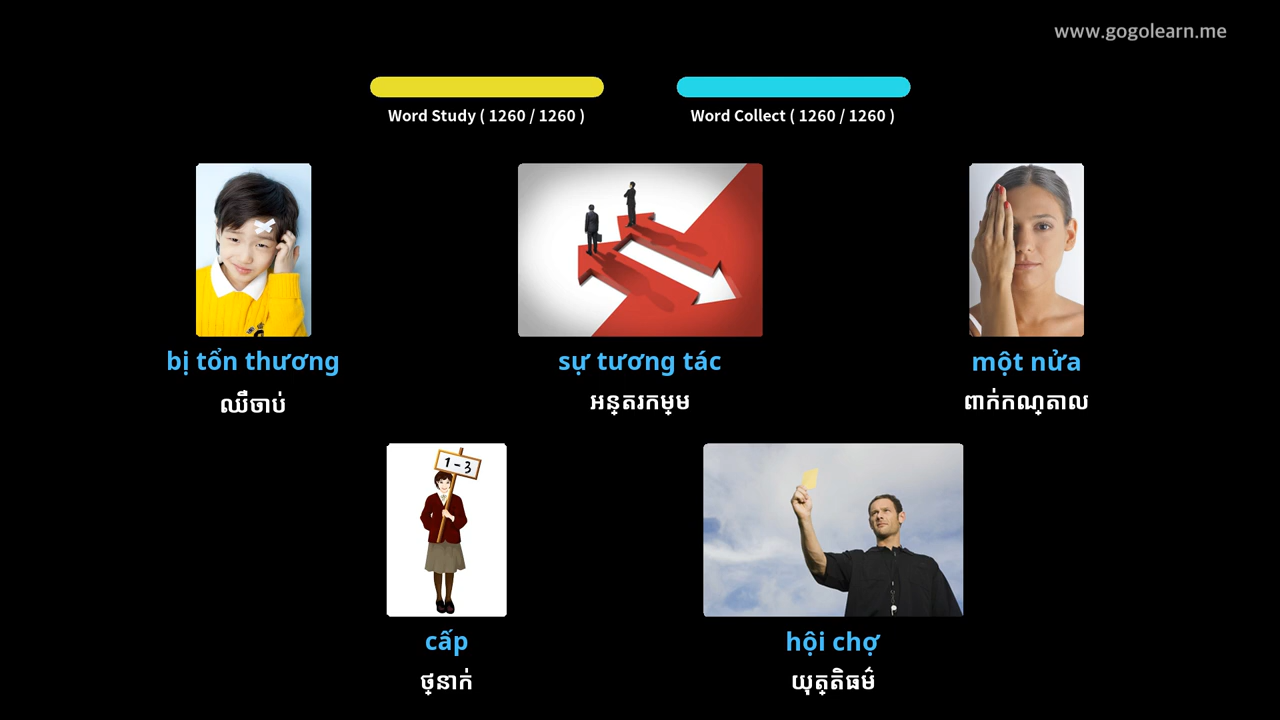 www.gogolearn.me
Word Study ( 1260 / 1260 )
Word Collect ( 1260 / 1260 )
bị tổn thương
sự tương tác
một nửa
ឈឺចាប់
អន្តរកម្ម
ពាក់កណ្តាល
1 - 3
cấp
hội chợ
ថ្នាក់
យុត្តិធម៌